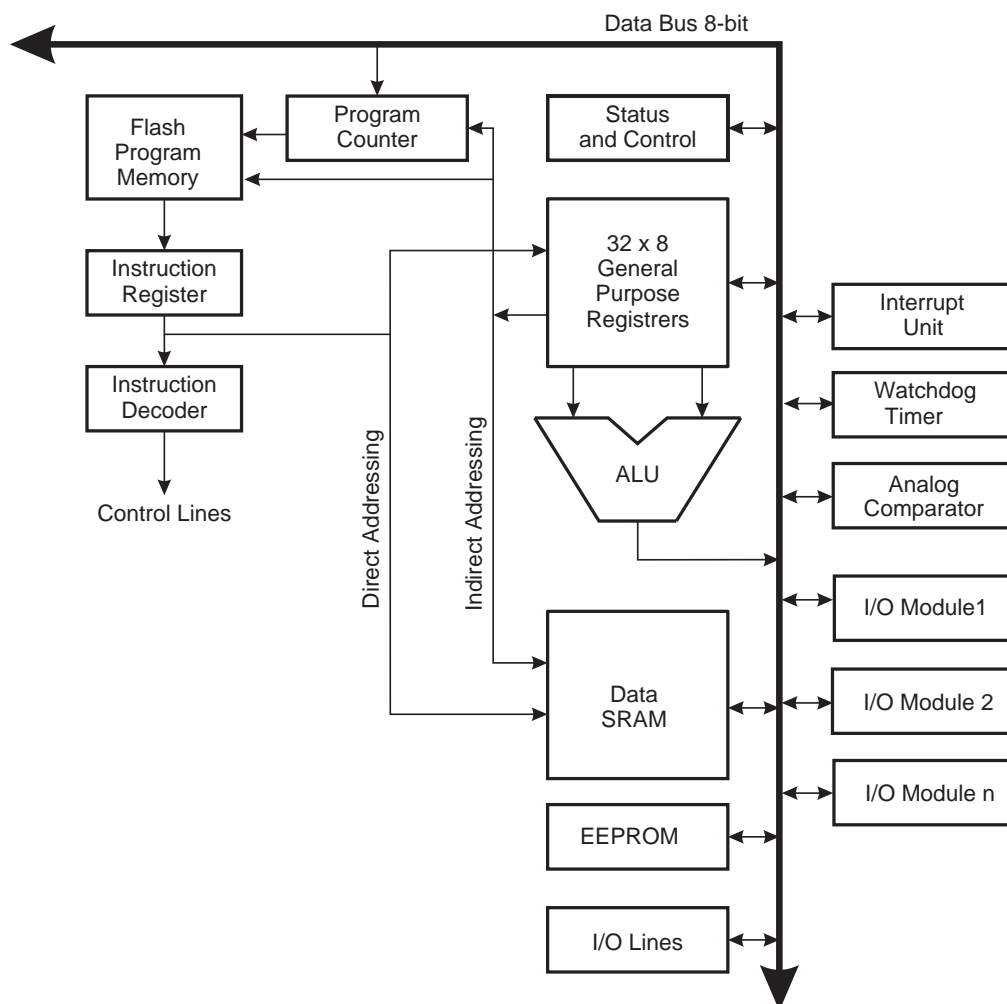 Data Bus 8-bit
Flash
Program
Memory
Program
Counter
Status
and Control
32 x 8
General
Purpose
Registrers
Instruction
Register
Instruction
Decoder
Control Lines
Interrupt
Unit
Watchdog
Timer
Analog
Comparator
ALU
Direct Addressing
Indirect Addressing
I/O Module1
Data
SRAM
I/O Module 2
I/O Module n
EEPROM
I/O Lines